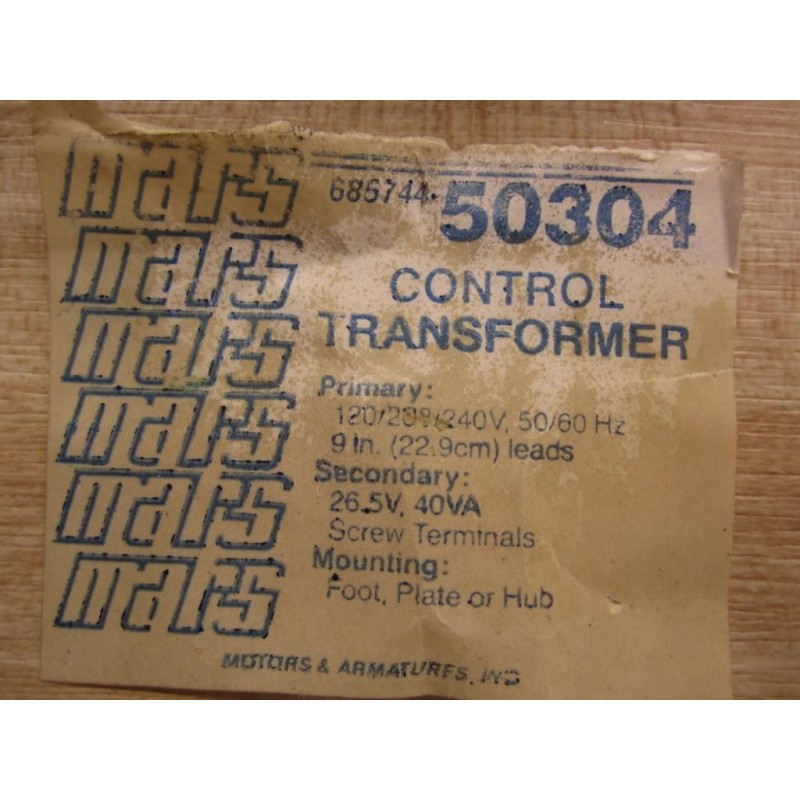 mars
mars
mars
mars
mars
mars
686744-50304
CONTROL
TRANSFORMER
Primary:
120/208/240V, 50/60 Hz
9 In. (22.9cm) leads
Secondary:
26.5V, 40VA
Screw Terminals
Mounting:
Foot, Plate or Hub
MOTORS & ARMATURES, INC